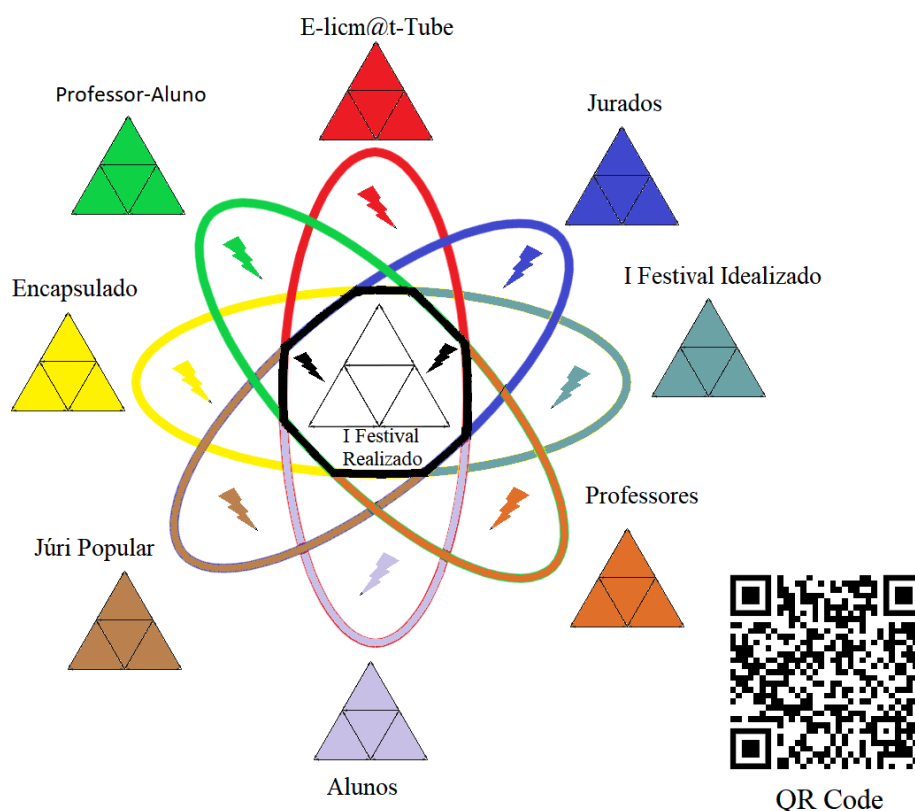 E-licm@t-Tube
Professor-Aluno
Jurados
Encapsulado
I Festival Idealizado
I Festival
Realizado
Professores
Júri Popular
Alunos
QR Code